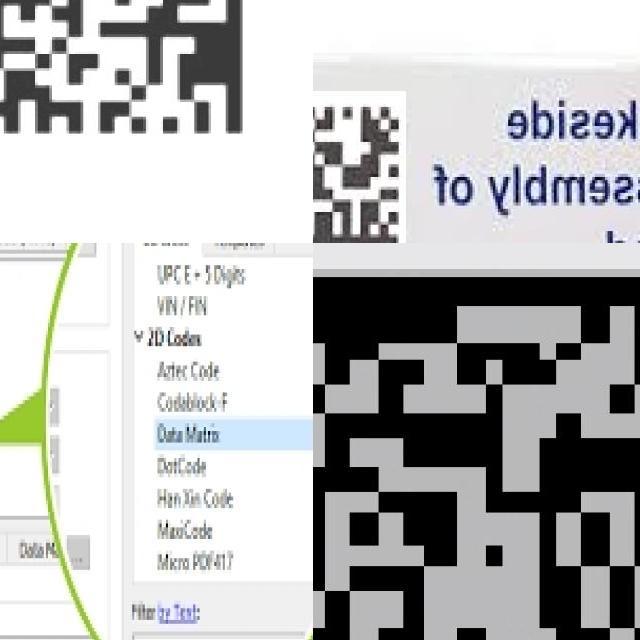 keside
ssembly of
UPC E + 5 Digits
VIN / FIN
2D Codes
Aztec Code
Codablock-F
Data Matrix
DotCode
Han Xin Code
MaxiCode
Micro PDF417
Data M
...
Filter by Text: